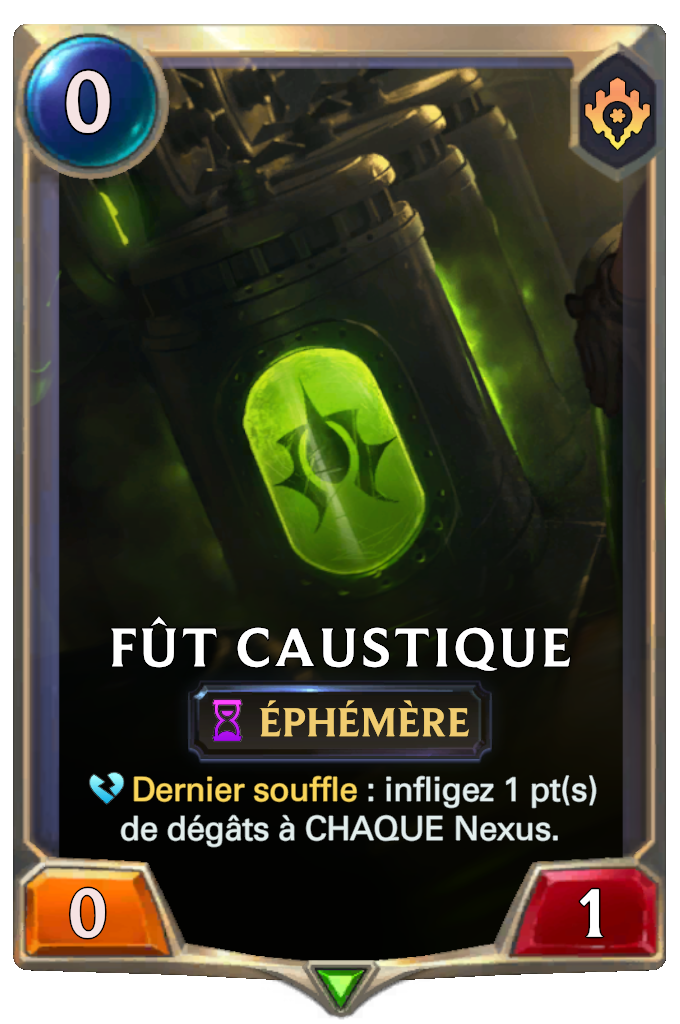 0
FÛT CAUSTIQUE
ÉPHÉMÈRE
Dernier souffle : infligez 1 pt(s)
de dégâts à CHAQUE Nexus.
0
1